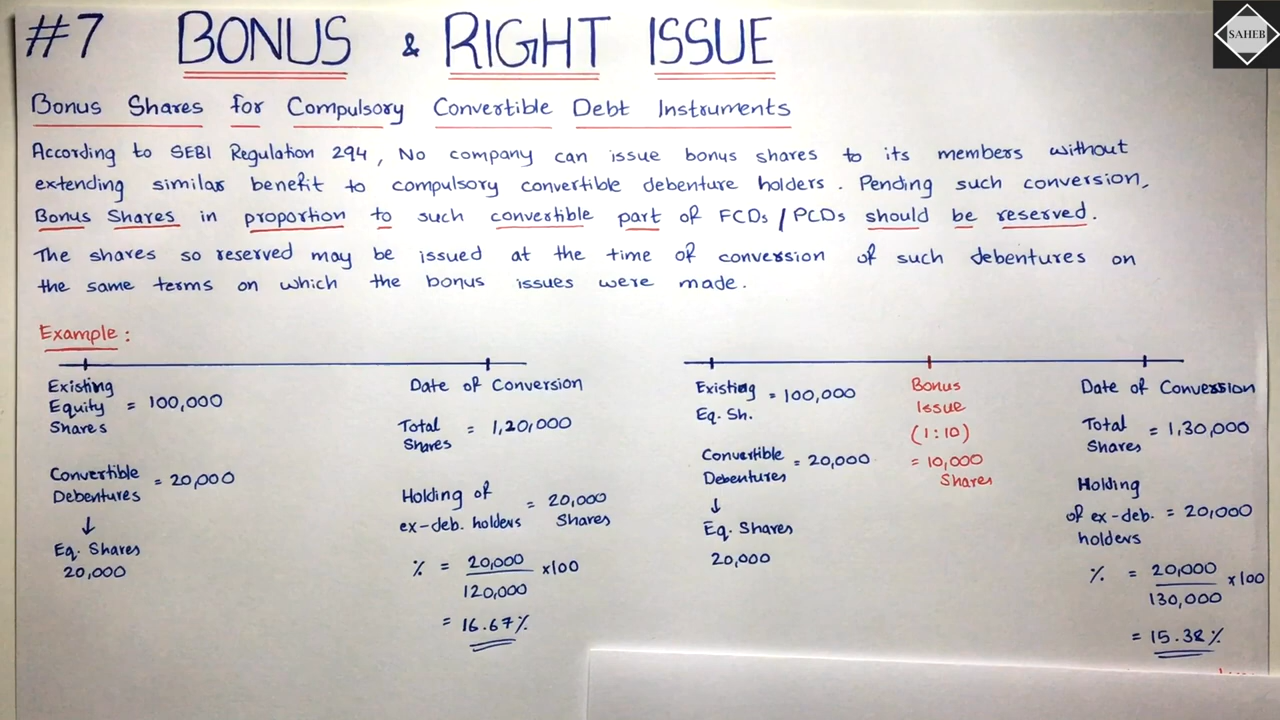 #7 BONUS & RIGHT ISSUE
SAHEB
Bonus Shares for Compulsory Convertible Debt Instruments
According to SEBI Regulation 294, No company can issue bonus shares to its members without
extending similar benefit to compulsory convertible debenture holders. Pending such conversion,
Bonus Shares in proportion to such convertible part of FCDs / PCDs should be reserved.
The shares so reserved may be issued at the time of conversion of such debentures on
the same terms on which the bonus issues were made.
Example:
Existing
Equity = 100,000
Shares
Convertible
Debentures = 20,000
↓
Eq. Shares
20,000
Date of Conversion
Total
Shares = 1,20,000
Holding of
ex-deb. holders = 20,000 Shares
% = 20,000 / 120,000 x100
= 16.67%
Existing
Eq. Sh. = 100,000
Convertible
Debentures = 20,000
↓
Eq. Shares
20,000
Bonus
Issue
(1:10)
= 10,000
Shares
Date of Conversion
Total
Shares = 1,30,000
Holding
of ex-deb. = 20,000
holders
% = 20,000 / 130,000 x100
= 15.38%